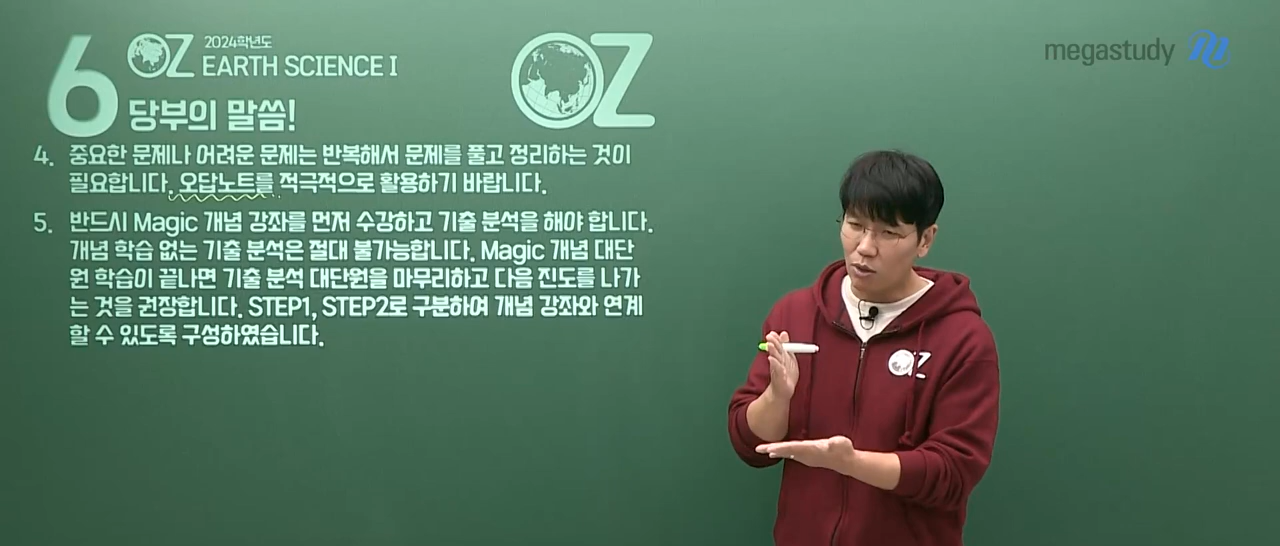 6
OZ
2024학년도
EARTH SCIENCE I
당부의 말씀!
OZ
megastudy
4. 중요한 문제나 어려운 문제는 반복해서 문제를 풀고 정리하는 것이
필요합니다. 오답노트를 적극적으로 활용하기 바랍니다.
5. 반드시 Magic 개념 강좌를 먼저 수강하고 기출 분석을 해야 합니다.
개념 학습 없는 기출 분석은 절대 불가능합니다. Magic 개념 대단
원 학습이 끝나면 기출 분석 대단원을 마무리하고 다음 진도를 나가
는 것을 권장합니다. STEP1, STEP2로 구분하여 개념 강좌와 연계
할 수 있도록 구성하였습니다.
OZ